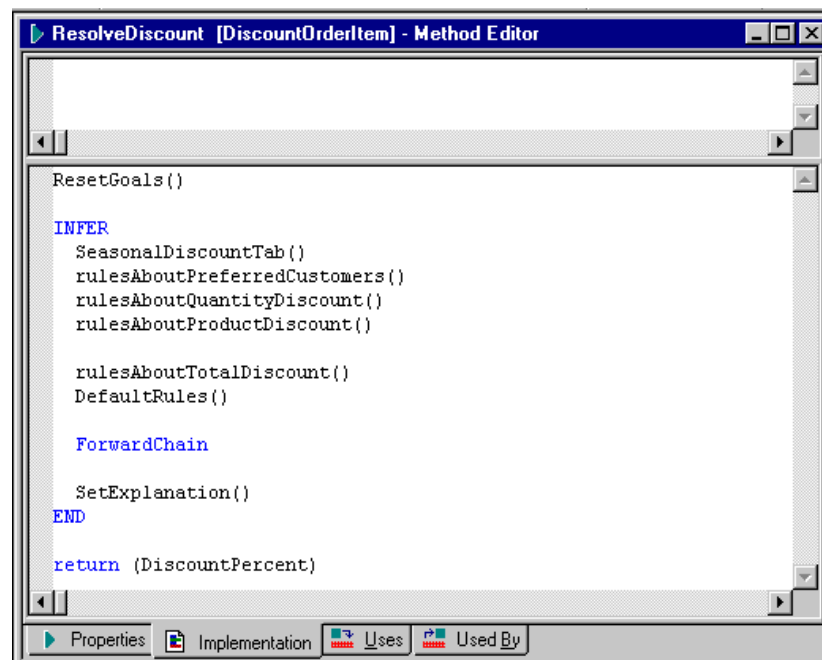 ResolveDiscount [DiscountOrderItem] - Method Editor
ResetGoals()
INFER
SeasonalDiscountTab()
rulesAboutPreferredCustomers()
rulesAboutQuantityDiscount()
rulesAboutProductDiscount()
rulesAboutTotalDiscount()
DefaultRules()
ForwardChain
SetExplanation()
END
return (DiscountPercent)
Properties Implementation Uses Used By